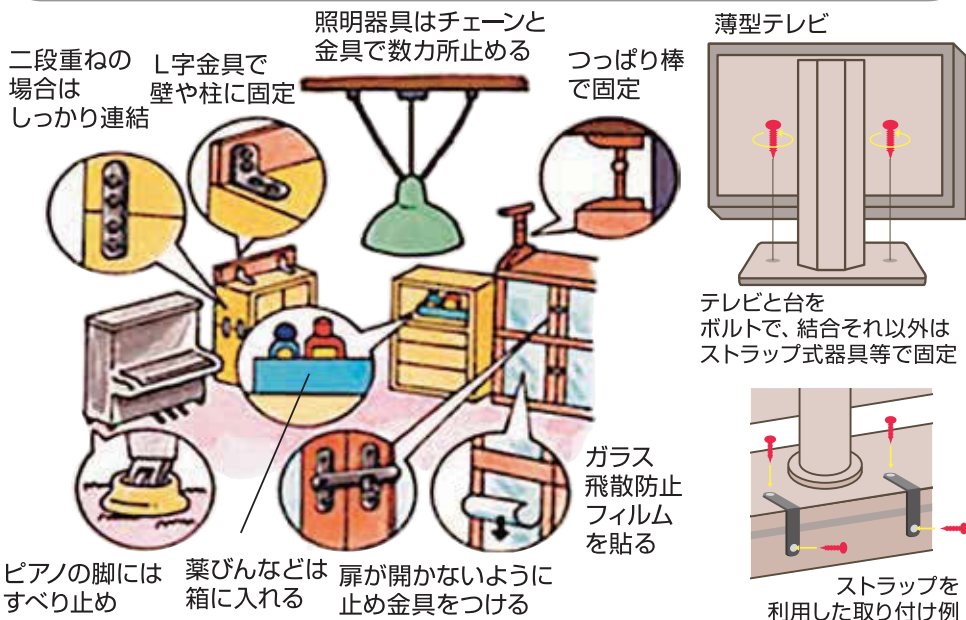 二段重ねの
場合は
しっかり連結
L字金具で
壁や柱に固定
照明器具はチェーンと
金具で数カ所止める
つっぱり棒
で固定
薄型テレビ
テレビと台を
ボルトで、結合それ以外は
ストラップ式器具等で固定
ガラス
飛散防止
フィルム
を貼る
ピアノの脚には
すべり止め
薬びんなどは
箱に入れる
扉が開かないように
止め金具をつける
ストラップを
利用した取り付け例